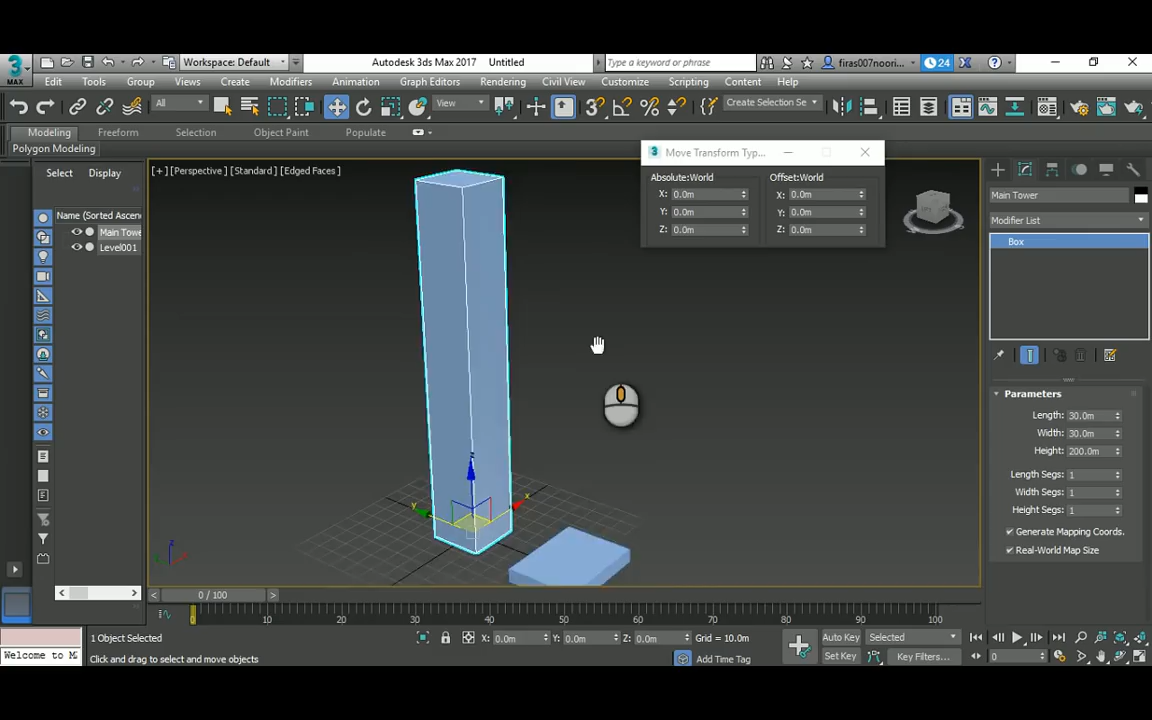 Workspace: Default
Autodesk 3ds Max 2017 Untitled
Type a keyword or phrase
firas007noori...
24
MAX
Edit Tools Group Views Create Modifiers Animation Graph Editors Rendering Civil View Customize Scripting Content Help
All
View
Create Selection Se
Modeling Freeform Selection Object Paint Populate
Polygon Modeling
Select Display
[+] [Perspective] [Standard] [Edged Faces]
3 Move Transform Typ...
Absolute:World Offset:World
X: 0.0m X: 0.0m
Y: 0.0m Y: 0.0m
Z: 0.0m Z: 0.0m
Name (Sorted Ascen
Main Towe
Level001
Main Tower
Modifier List
Box
Parameters
Length: 30.0m
Width: 30.0m
Height: 200.0m
Length Segs: 1
Width Segs: 1
Height Segs: 1
Generate Mapping Coords.
Real-World Map Size
z
y
x
z
0 / 100
0 10 20 30 40 50 60 70 80 90 100
1 Object Selected
X: 0.0m Y: 0.0m Z: 0.0m Grid = 10.0m
Auto Key Selected
Welcome to M
Click and drag to select and move objects
Add Time Tag
Set Key Key Filters...
0